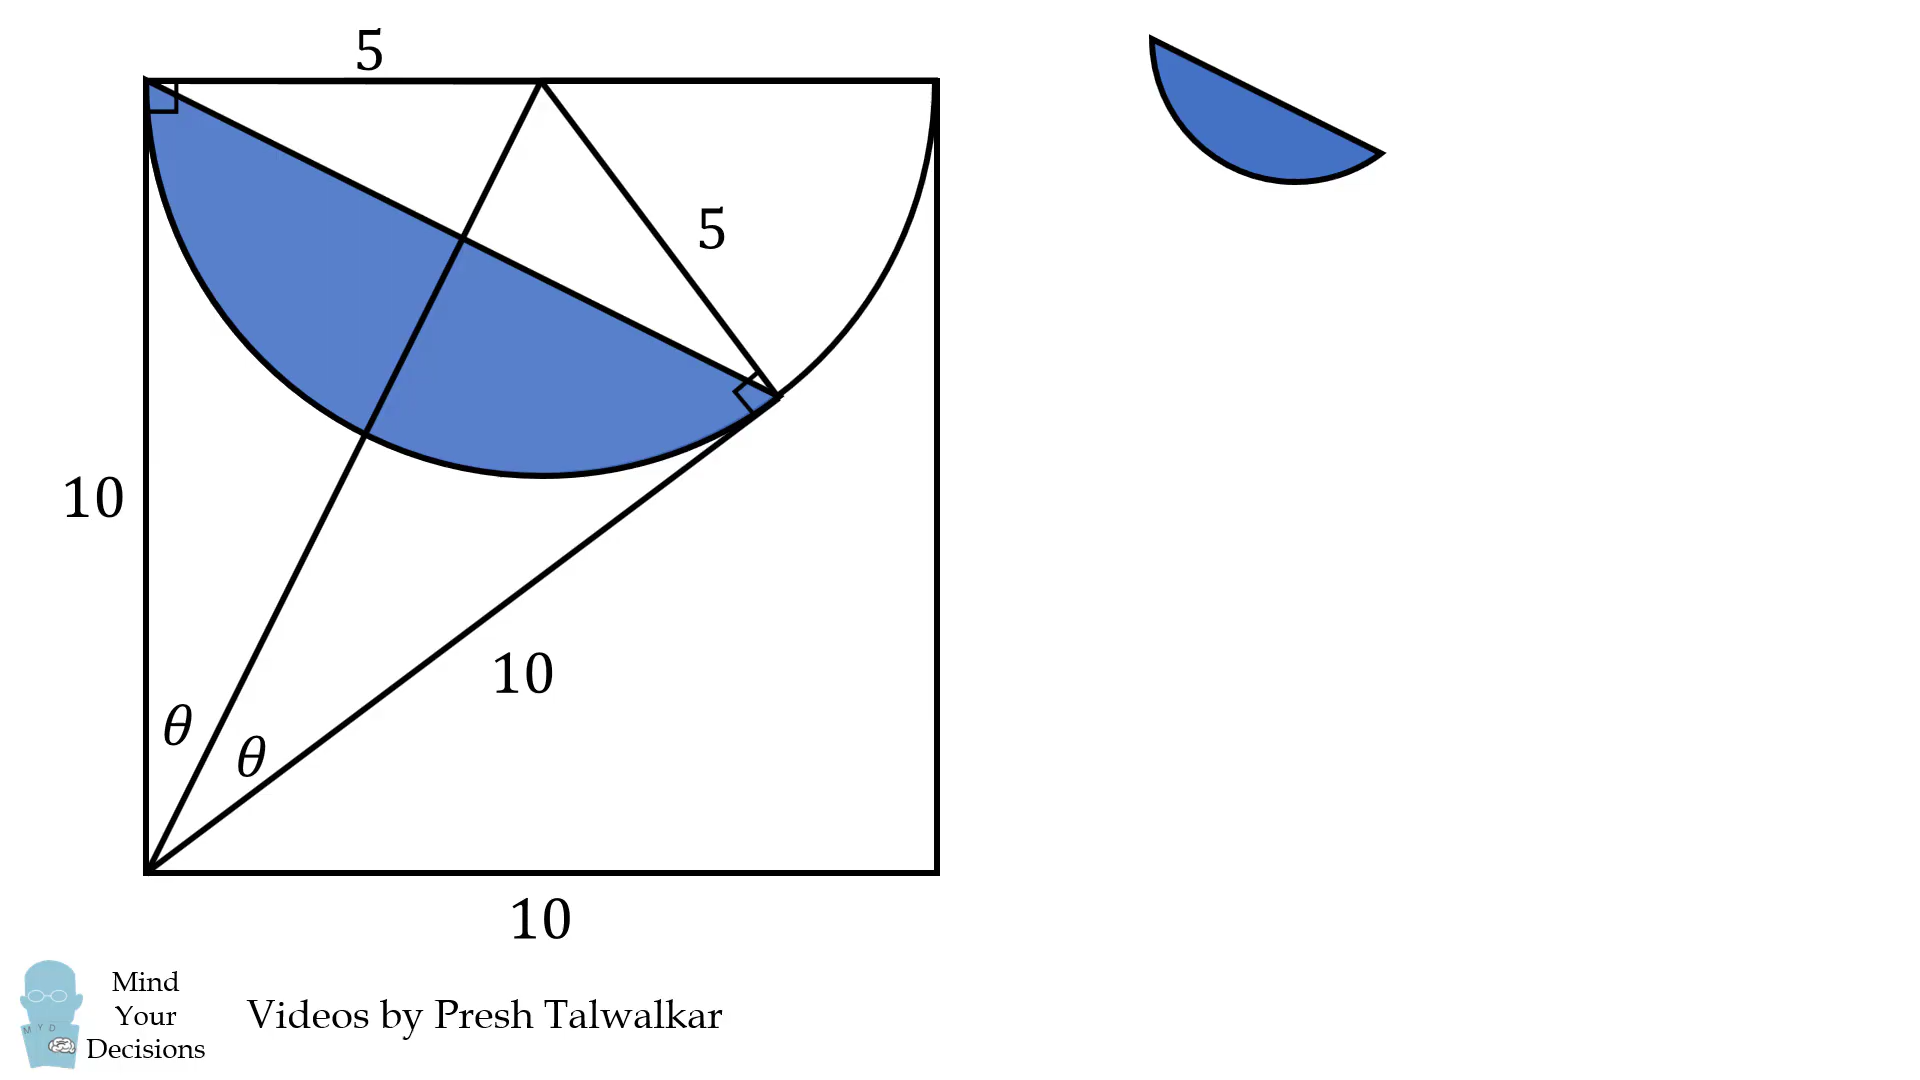 5
5
10
10
θ
θ
10
Mind
Your
Decisions
M Y D
Videos by Presh Talwalkar